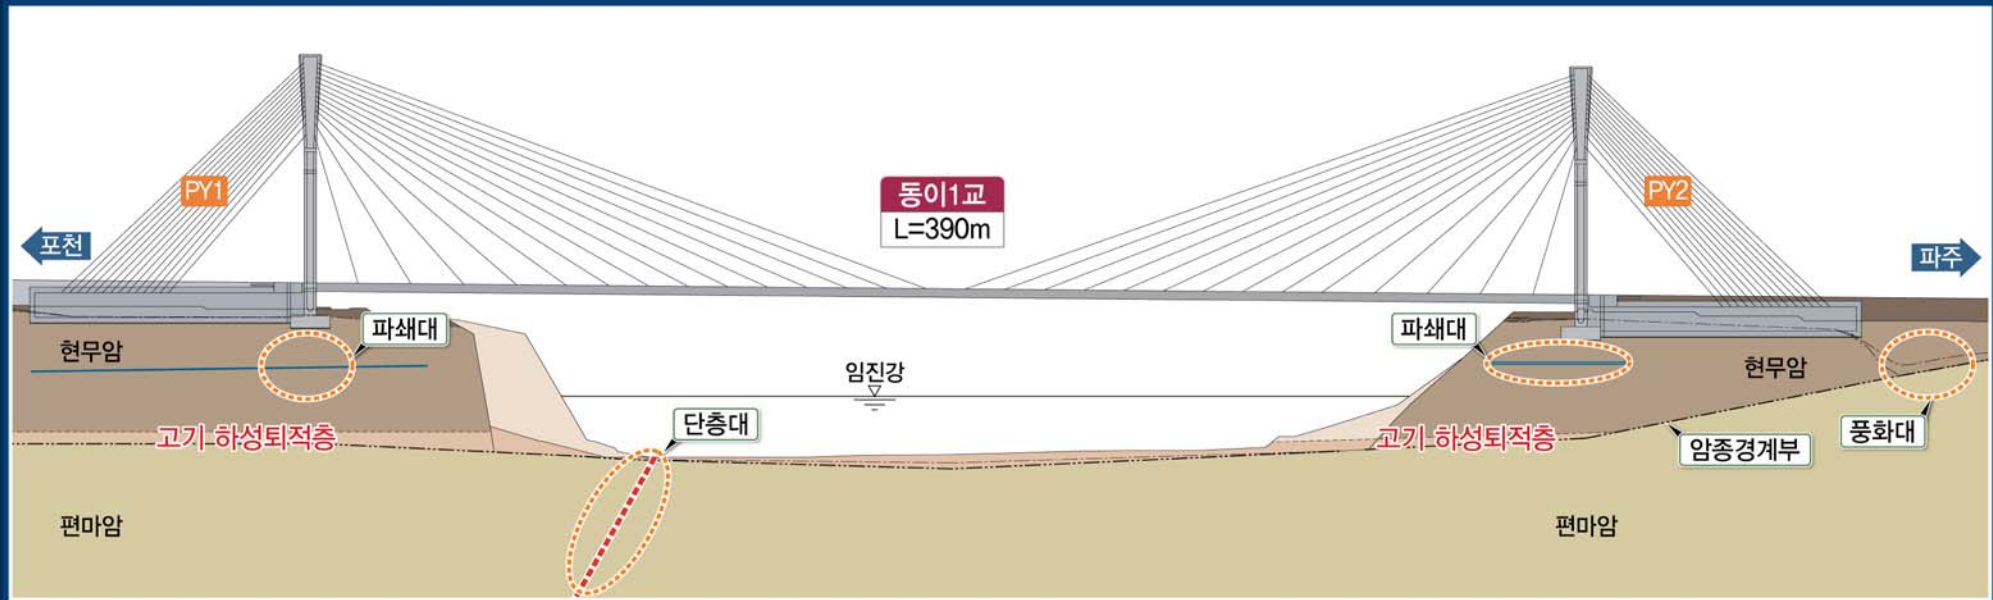 PY1
동이1교
L=390m
PY2
포천
파주
파쇄대
파쇄대
현무암
임진강
현무암
고기 하성퇴적층
단층대
고기 하성퇴적층
암종경계부
풍화대
편마암
편마암